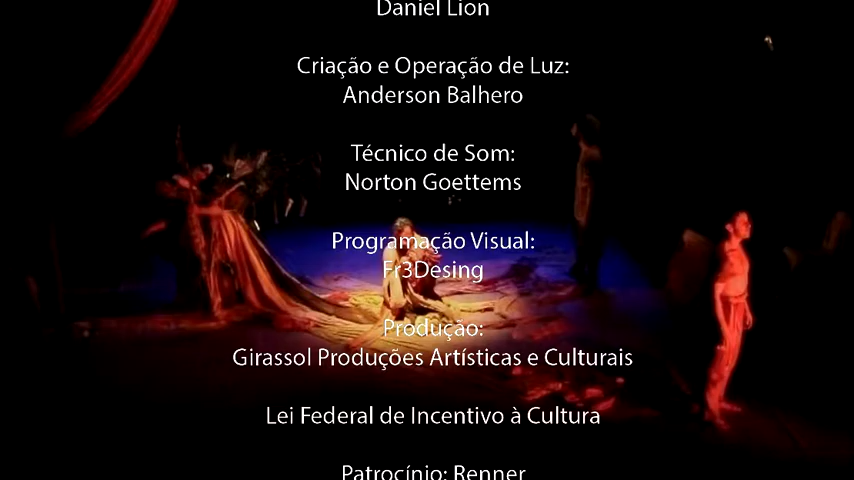 Daniel Lion
Criação e Operação de Luz:
Anderson Balhero
Técnico de Som:
Norton Goettems
Programação Visual:
Fr3Desing
Produção:
Girassol Produções Artísticas e Culturais
Lei Federal de Incentivo à Cultura
Patrocínio: Renner